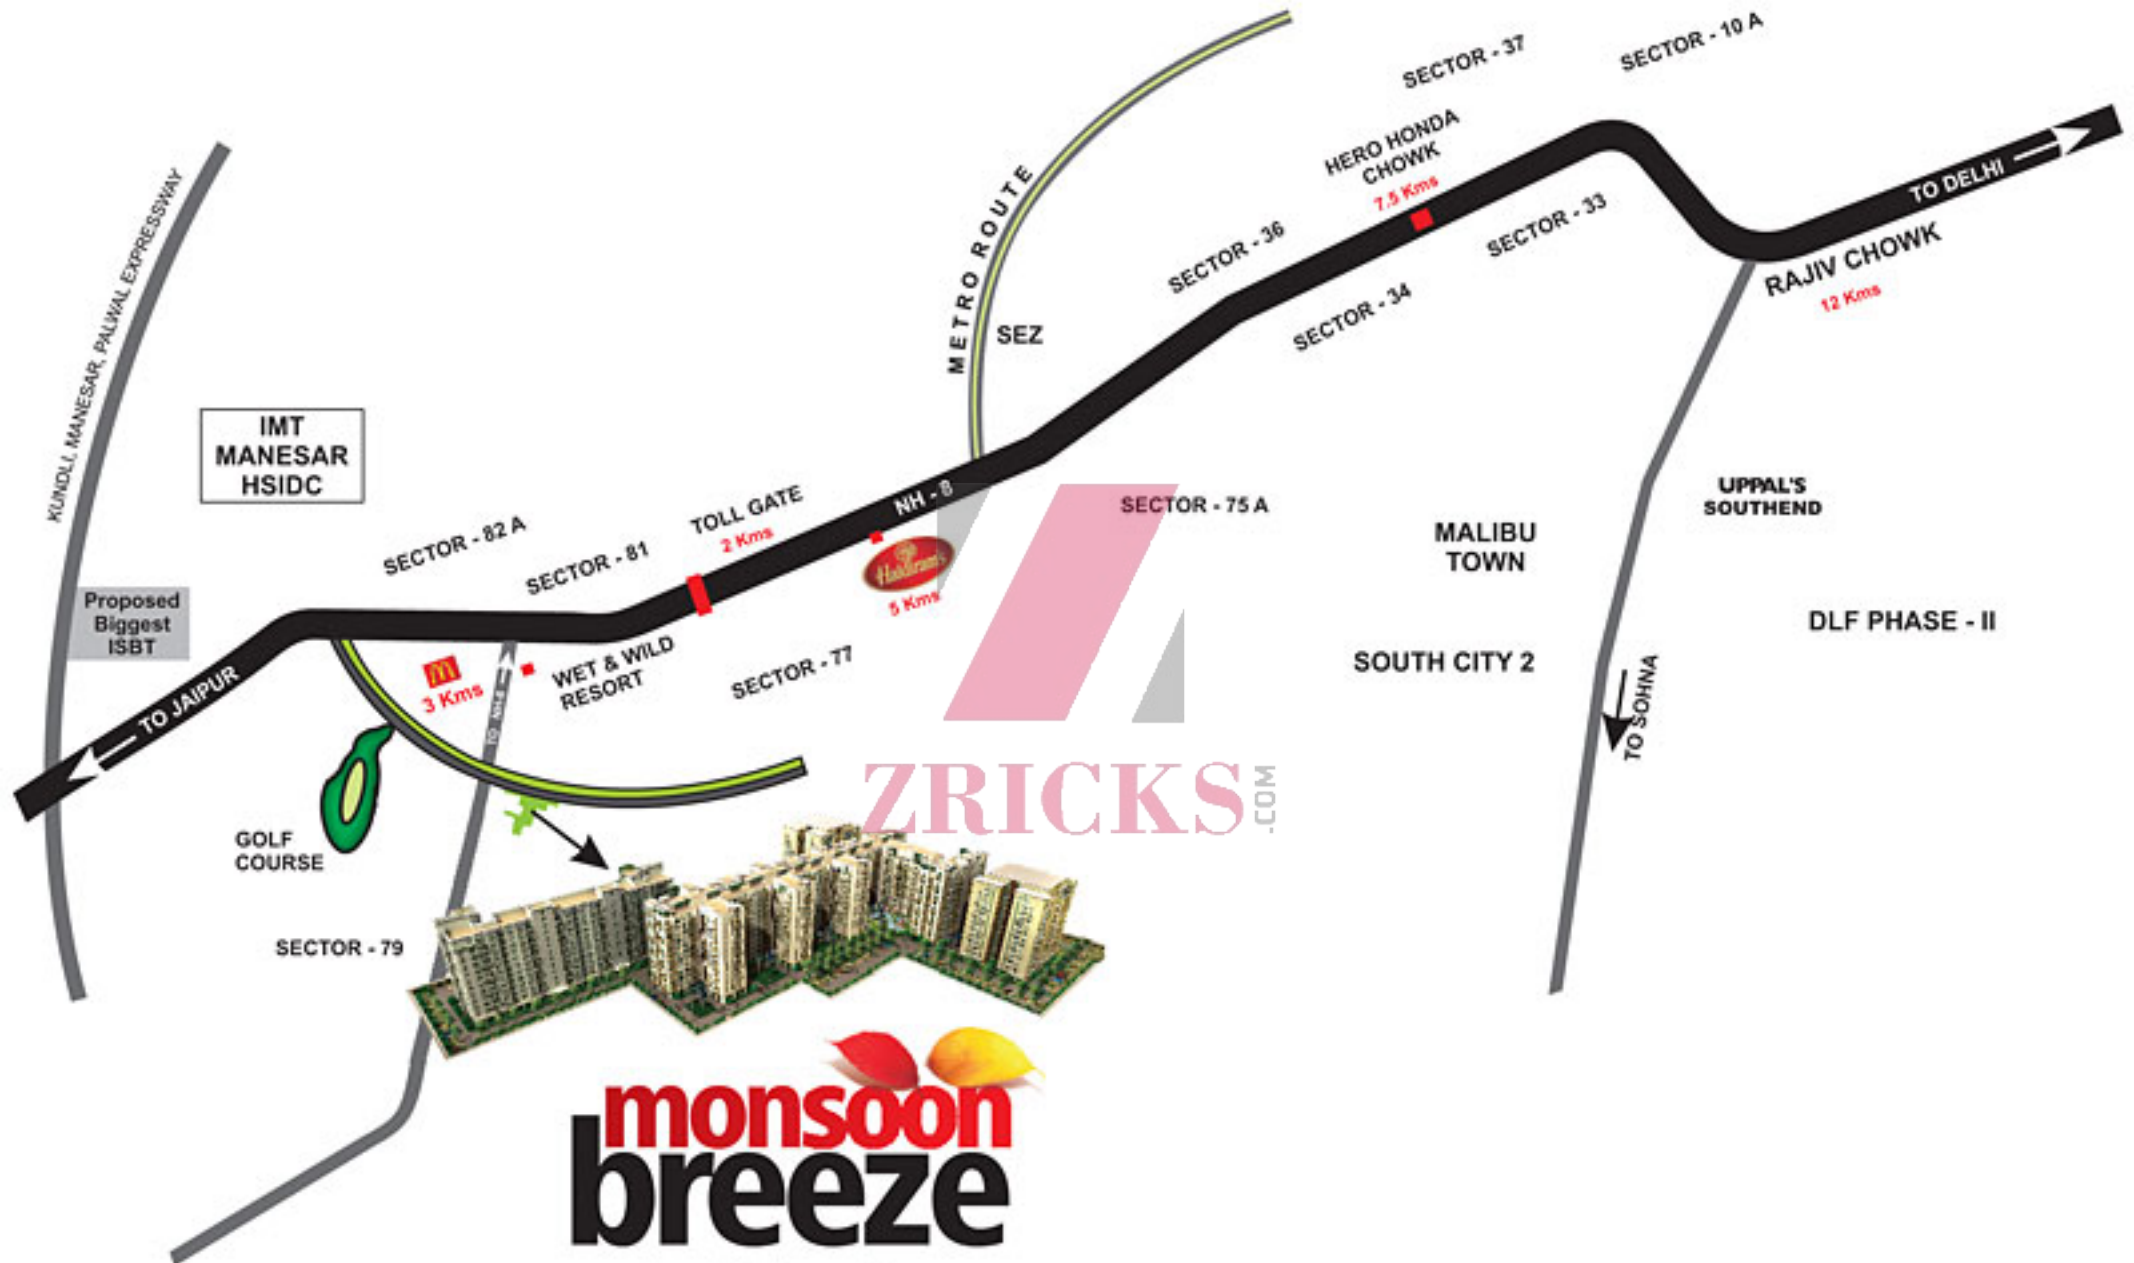 SECTOR - 37
SECTOR - 10 A
HERO HONDA
CHOWK
7.5 Kms
TO DELHI
RAJIV CHOWK
12 Kms
SECTOR - 33
SECTOR - 36
SECTOR - 34
METRO ROUTE
SEZ
KUNDLI, MANESAR, PALWAL EXPRESSWAY
IMT
MANESAR
HSIDC
NH - 8
SECTOR - 75 A
TOLL GATE
2 Kms
Haldiram's
5 Kms
SECTOR - 82 A
SECTOR - 81
MALIBU
TOWN
UPPAL'S
SOUTHEND
DLF PHASE - II
SOUTH CITY 2
TO SOHNA
Proposed
Biggest
ISBT
TO JAIPUR
3 Kms
TO NH-8
WET & WILD
RESORT
SECTOR - 77
ZRICKS
.COM
GOLF
COURSE
SECTOR - 79
monsoon
breeze